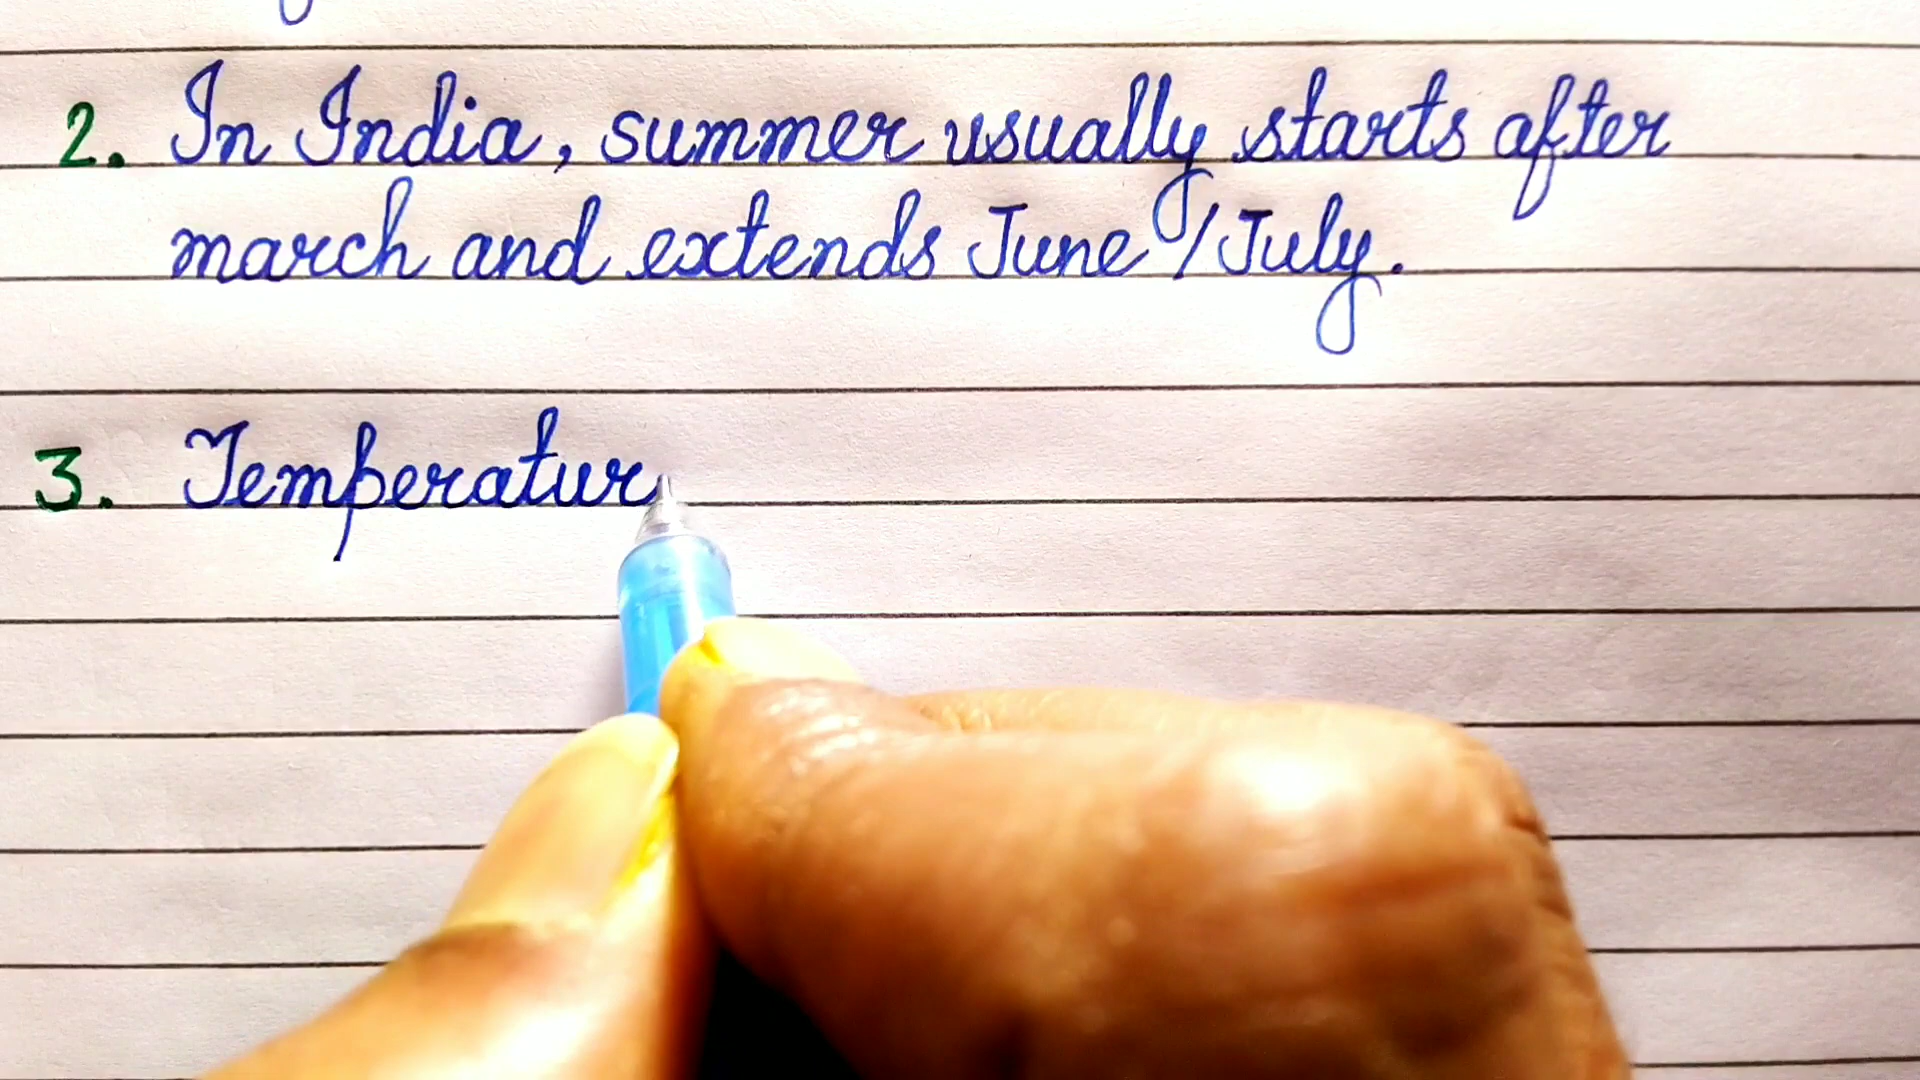 2. In India, summer usually starts after
march and extends June/July.
3. Temperatur